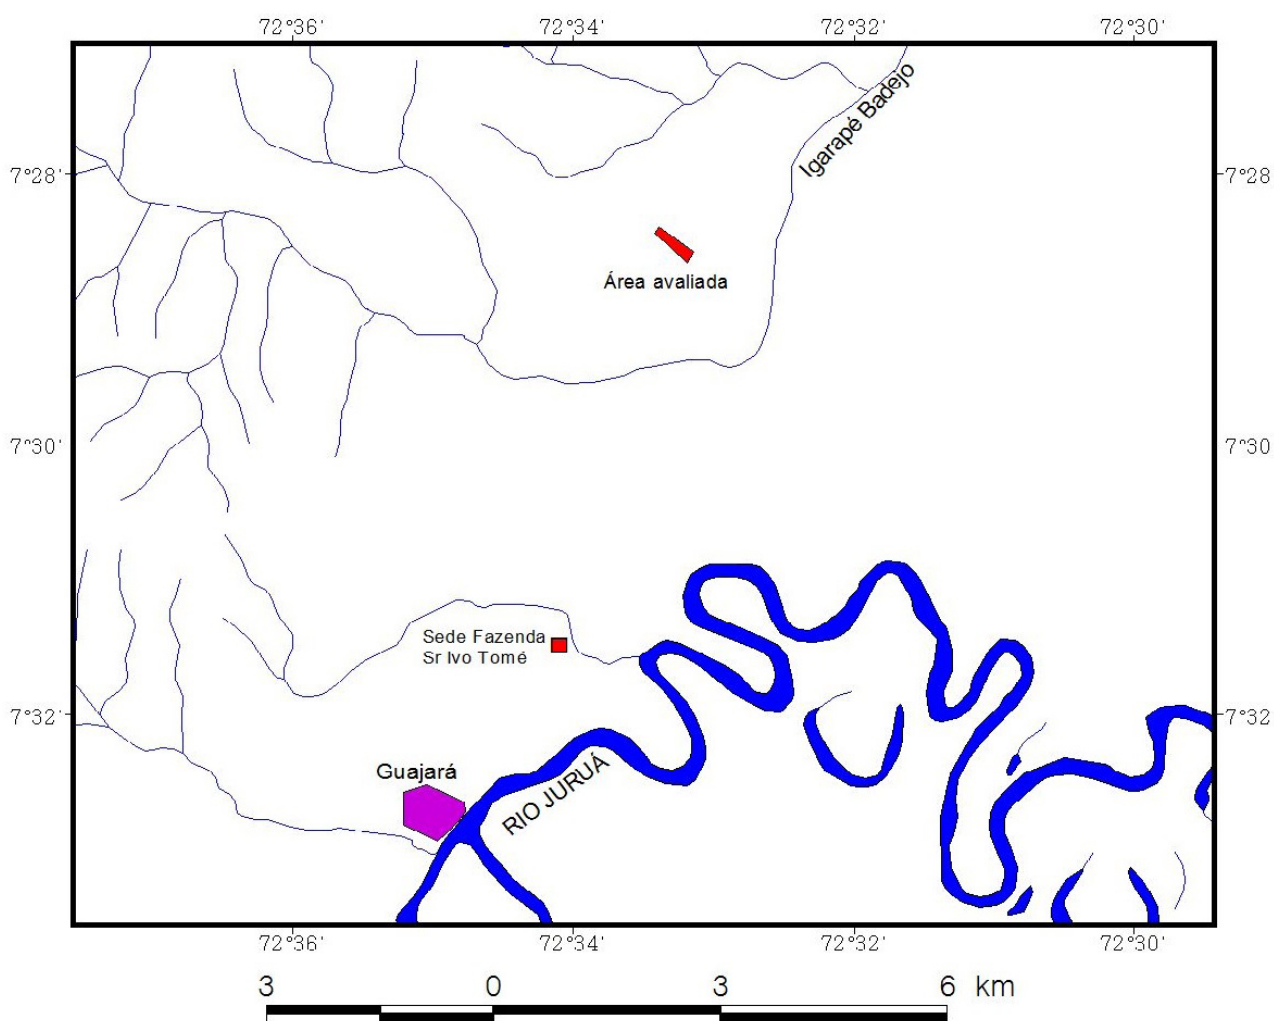 72°36' 72°34' 72°32' 72°30'
Igarapé Badejo
7°28' 7°28
Área avaliada
7°30' 7°30
Sede Fazenda
Sr Ivo Tomé
7°32' 7°32
Guajará
RIO JURUÁ
72°36' 72°34' 72°32' 72°30'
3 0 3 6 km